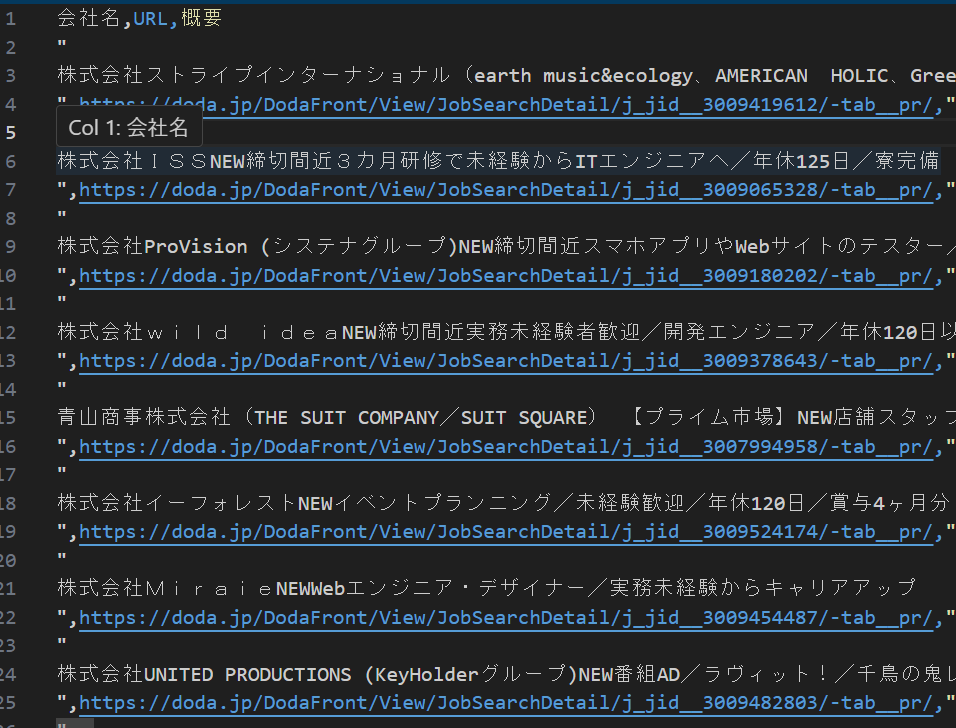 1 会社名,URL,概要
2 "
3 株式会社ストライプインターナショナル（earth music&ecology、AMERICAN　HOLIC、Gree
4 ",https://doda.jp/DodaFront/View/JobSearchDetail/j_jid__3009419612/-tab__pr/,"
5 Col 1: 会社名
6 株式会社ＩＳＳNEW締切間近３カ月研修で未経験からITエンジニアへ／年休125日／寮完備
7 ",https://doda.jp/DodaFront/View/JobSearchDetail/j_jid__3009065328/-tab__pr/,"
8 "
9 株式会社ProVision (システナグループ)NEW締切間近スマホアプリやWebサイトのテスター／
10 ",https://doda.jp/DodaFront/View/JobSearchDetail/j_jid__3009180202/-tab__pr/,"
11 "
12 株式会社ｗｉｌｄ　ｉｄｅａNEW締切間近実務未経験者歓迎／開発エンジニア／年休120日以
13 ",https://doda.jp/DodaFront/View/JobSearchDetail/j_jid__3009378643/-tab__pr/,"
14 "
15 青山商事株式会社（THE SUIT COMPANY／SUIT SQUARE）　【プライム市場】NEW店舗スタッフ
16 ",https://doda.jp/DodaFront/View/JobSearchDetail/j_jid__3007994958/-tab__pr/,"
17 "
18 株式会社イーフォレストNEWイベントプランニング／未経験歓迎／年休120日／賞与4ヶ月分
19 ",https://doda.jp/DodaFront/View/JobSearchDetail/j_jid__3009524174/-tab__pr/,"
20 "
21 株式会社ＭｉｒａｉｅNEWWebエンジニア・デザイナー／実務未経験からキャリアアップ
22 ",https://doda.jp/DodaFront/View/JobSearchDetail/j_jid__3009454487/-tab__pr/,"
23 "
24 株式会社UNITED PRODUCTIONS (KeyHolderグループ)NEW番組AD／ラヴィット！／千鳥の鬼レ
25 ",https://doda.jp/DodaFront/View/JobSearchDetail/j_jid__3009482803/-tab__pr/,"
"